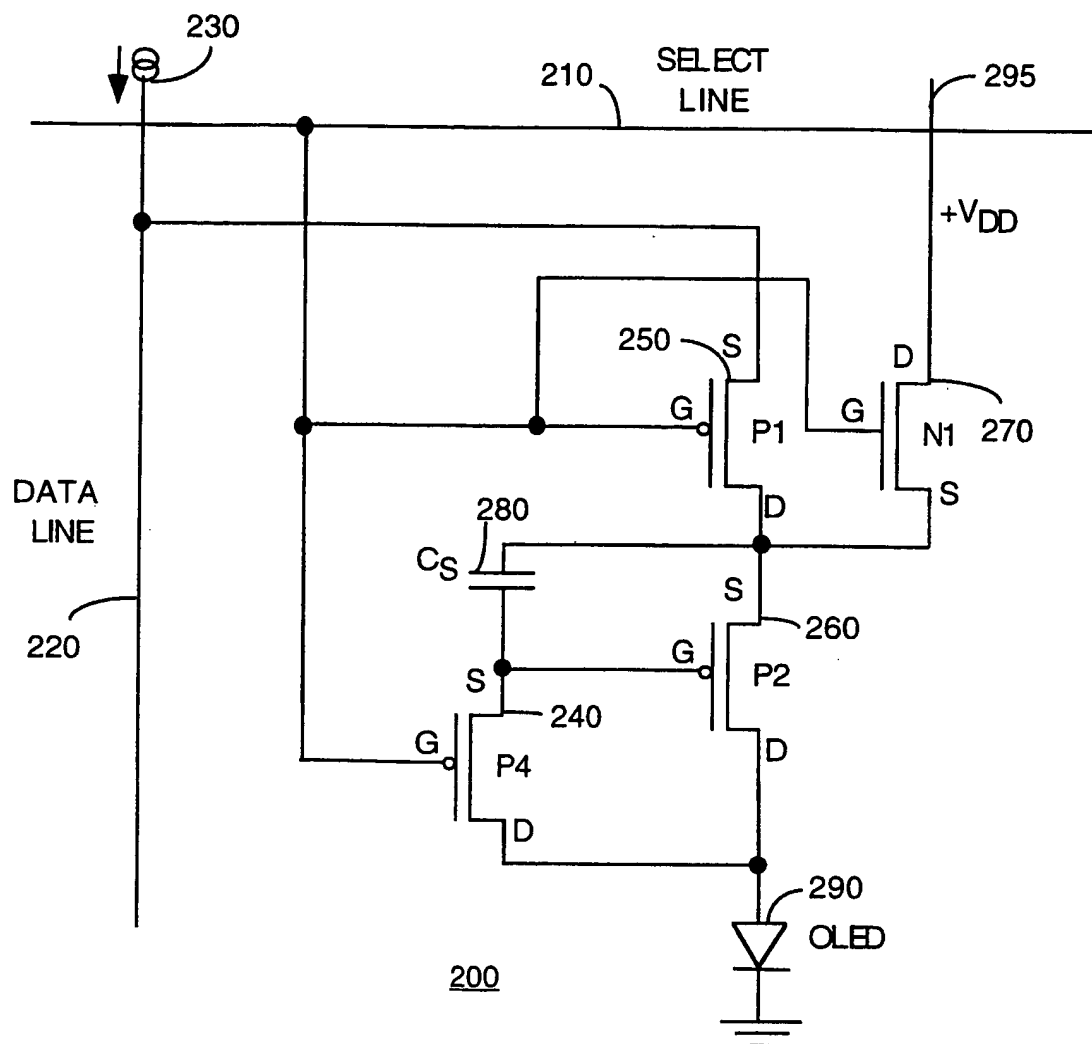 230
SELECT
LINE
210
295
+VDD
250
S
D
G
P1
G
N1
270
D
S
DATA
LINE
280
CS
S
260
220
G
P2
S
240
G
P4
D
D
290
OLED
200